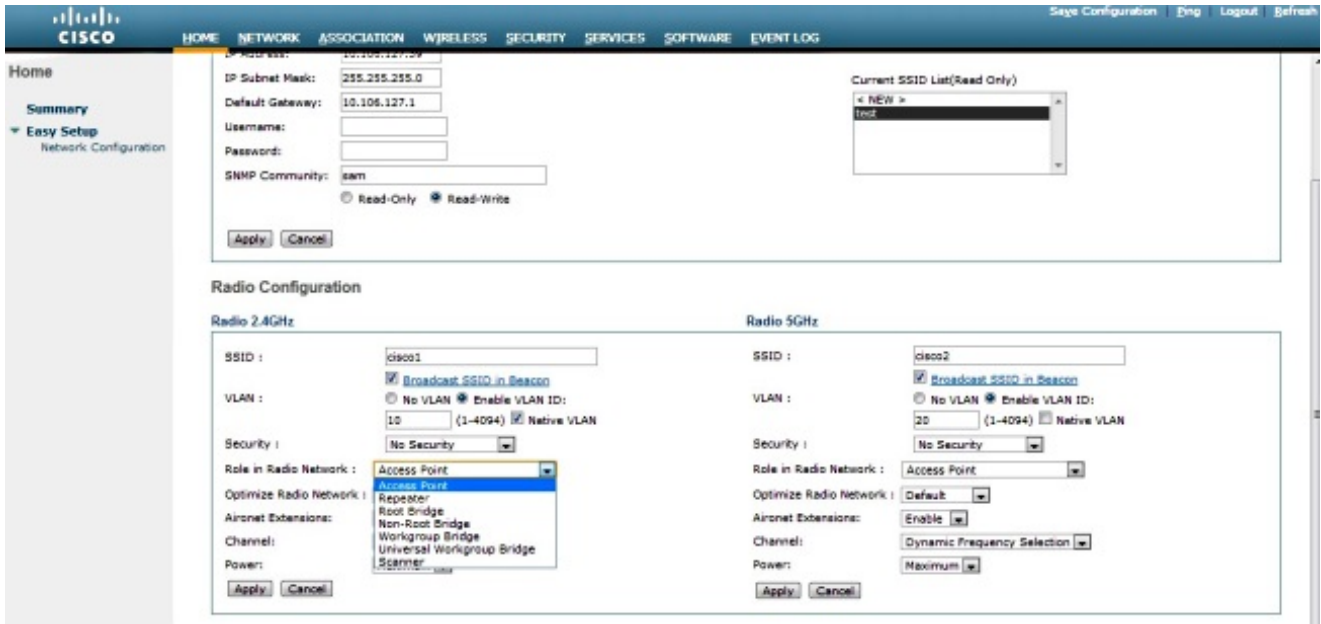 Save Configuration Ping Logout Refresh
CISCO
HOME NETWORK ASSOCIATION WIRELESS SECURITY SERVICES SOFTWARE EVENT LOG
Home
Summary
Easy Setup
Network Configuration
IP Address: 10.106.127.39
IP Subnet Mask: 255.255.255.0
Default Gateway: 10.106.127.1
Username:
Password:
SNMP Community: sam
Read-Only Read-Write
Apply Cancel
Current SSID List(Read Only)
< NEW >
test
Radio Configuration
Radio 2.4GHz
SSID : cisco1
Broadcast SSID in Beacon
VLAN : No VLAN Enable VLAN ID:
10 (1-4094) Native VLAN
Security : No Security
Role in Radio Network : Access Point
Access Point
Repeater
Root Bridge
Non-Root Bridge
Workgroup Bridge
Universal Workgroup Bridge
Scanner
Optimize Radio Network :
Aironet Extensions:
Channel:
Power:
Apply Cancel
Radio 5GHz
SSID : cisco2
Broadcast SSID in Beacon
VLAN : No VLAN Enable VLAN ID:
20 (1-4094) Native VLAN
Security : No Security
Role in Radio Network : Access Point
Optimize Radio Network : Default
Aironet Extensions: Enable
Channel: Dynamic Frequency Selection
Power: Maximum
Apply Cancel